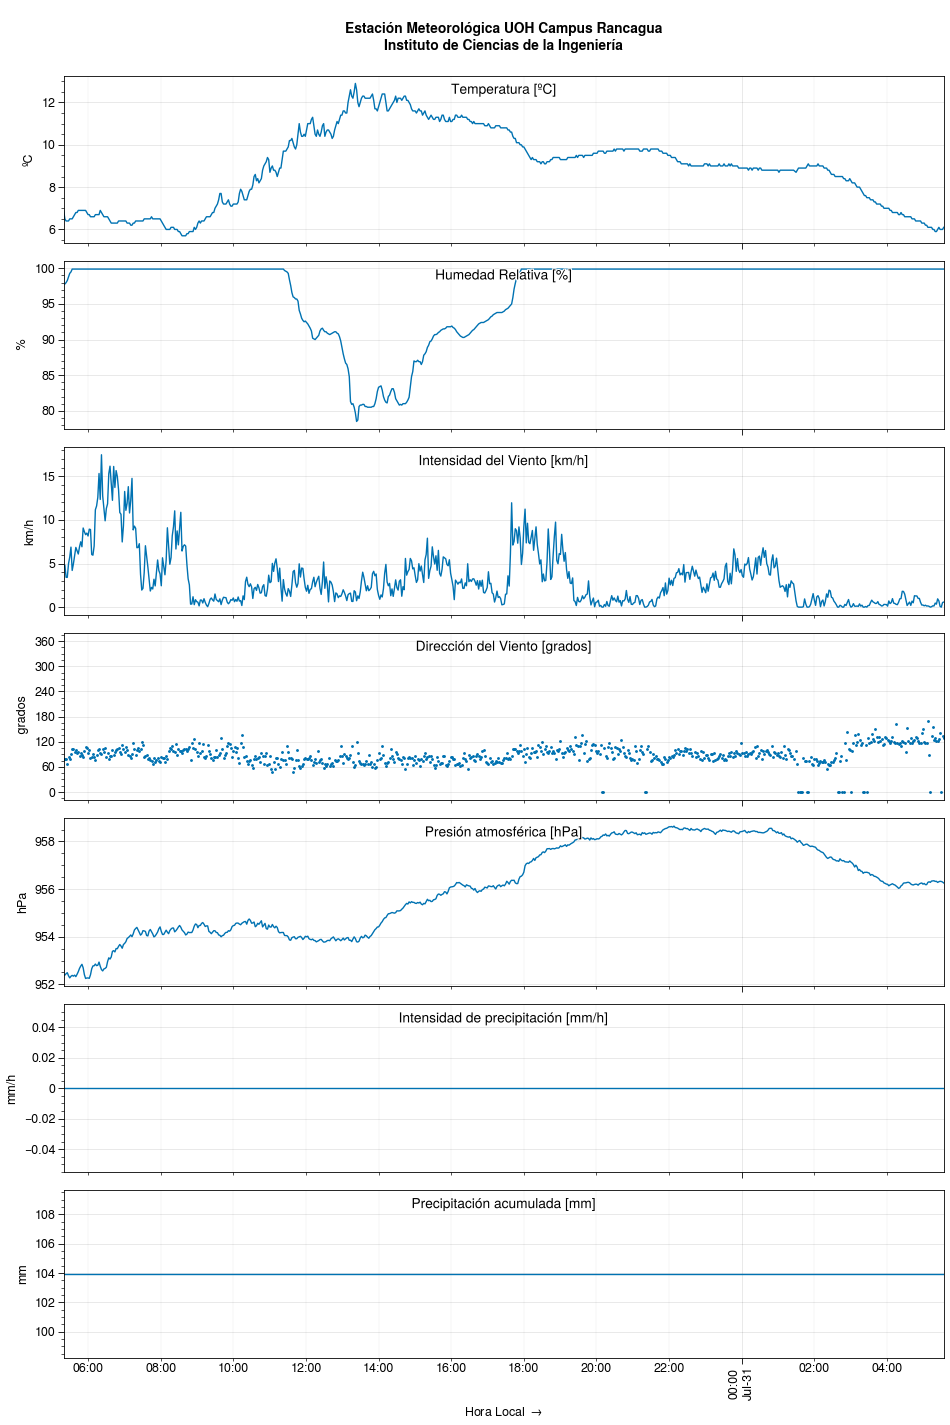 Estación Meteorológica UOH Campus Rancagua
Instituto de Ciencias de la Ingeniería
Temperatura [ºC]
ºC
12
10
8
6
Humedad Relativa [%]
%
100
95
90
85
80
Intensidad del Viento [km/h]
km/h
15
10
5
0
Dirección del Viento [grados]
grados
360
300
240
180
120
60
0
Presión atmosférica [hPa]
hPa
958
956
954
952
Intensidad de precipitación [mm/h]
mm/h
0.04
0.02
0
−0.02
−0.04
Precipitación acumulada [mm]
mm
108
106
104
102
100
06:00 08:00 10:00 12:00 14:00 16:00 18:00 20:00 22:00 00:00 02:00 04:00
Jul-31
Hora Local →